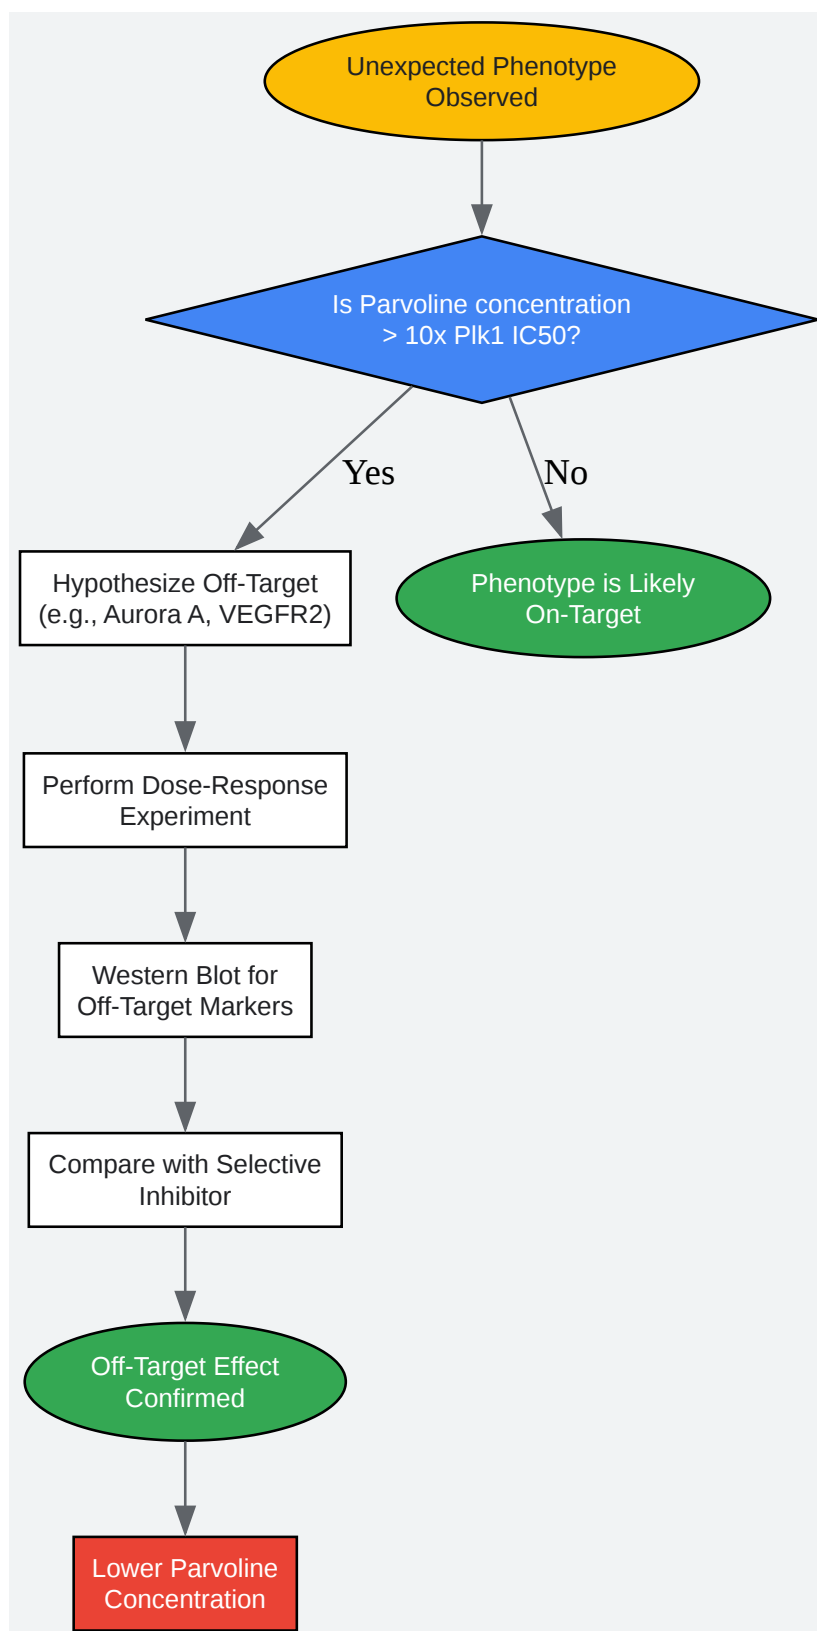 Unexpected Phenotype
Observed
Is Parvoline concentration
> 10x Plk1 IC50?
Yes
No
Hypothesize Off-Target
(e.g., Aurora A, VEGFR2)
Phenotype is Likely
On-Target
Perform Dose-Response
Experiment
Western Blot for
Off-Target Markers
Compare with Selective
Inhibitor
Off-Target Effect
Confirmed
Lower Parvoline
Concentration